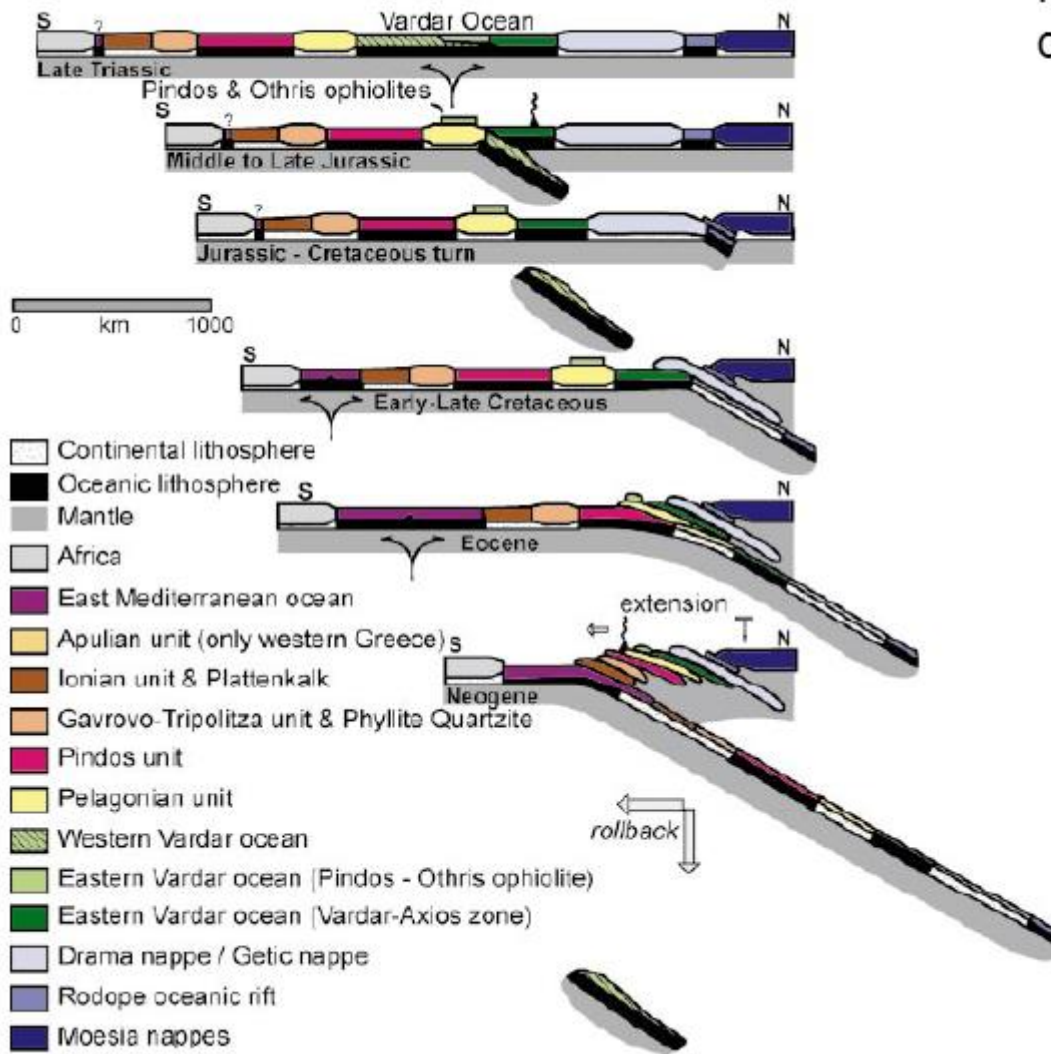 S Vardar Ocean N
?
Late Triassic
Pindos & Othris ophiolites
S N
?
Middle to Late Jurassic
S N
?
Jurassic - Cretaceous turn
0 km 1000
S N
Early-Late Cretaceous
Continental lithosphere
Oceanic lithosphere
S N
Mantle
Eocene
Africa
East Mediterranean ocean
extension
Apulian unit (only western Greece)
S N
Ionian unit & Plattenkalk
Neogene
Gavrovo-Tripolitza unit & Phyllite Quartzite
Pindos unit
Pelagonian unit
rollback
Western Vardar ocean
Eastern Vardar ocean (Pindos - Othris ophiolite)
Eastern Vardar ocean (Vardar-Axios zone)
Drama nappe / Getic nappe
Rodope oceanic rift
Moesia nappes